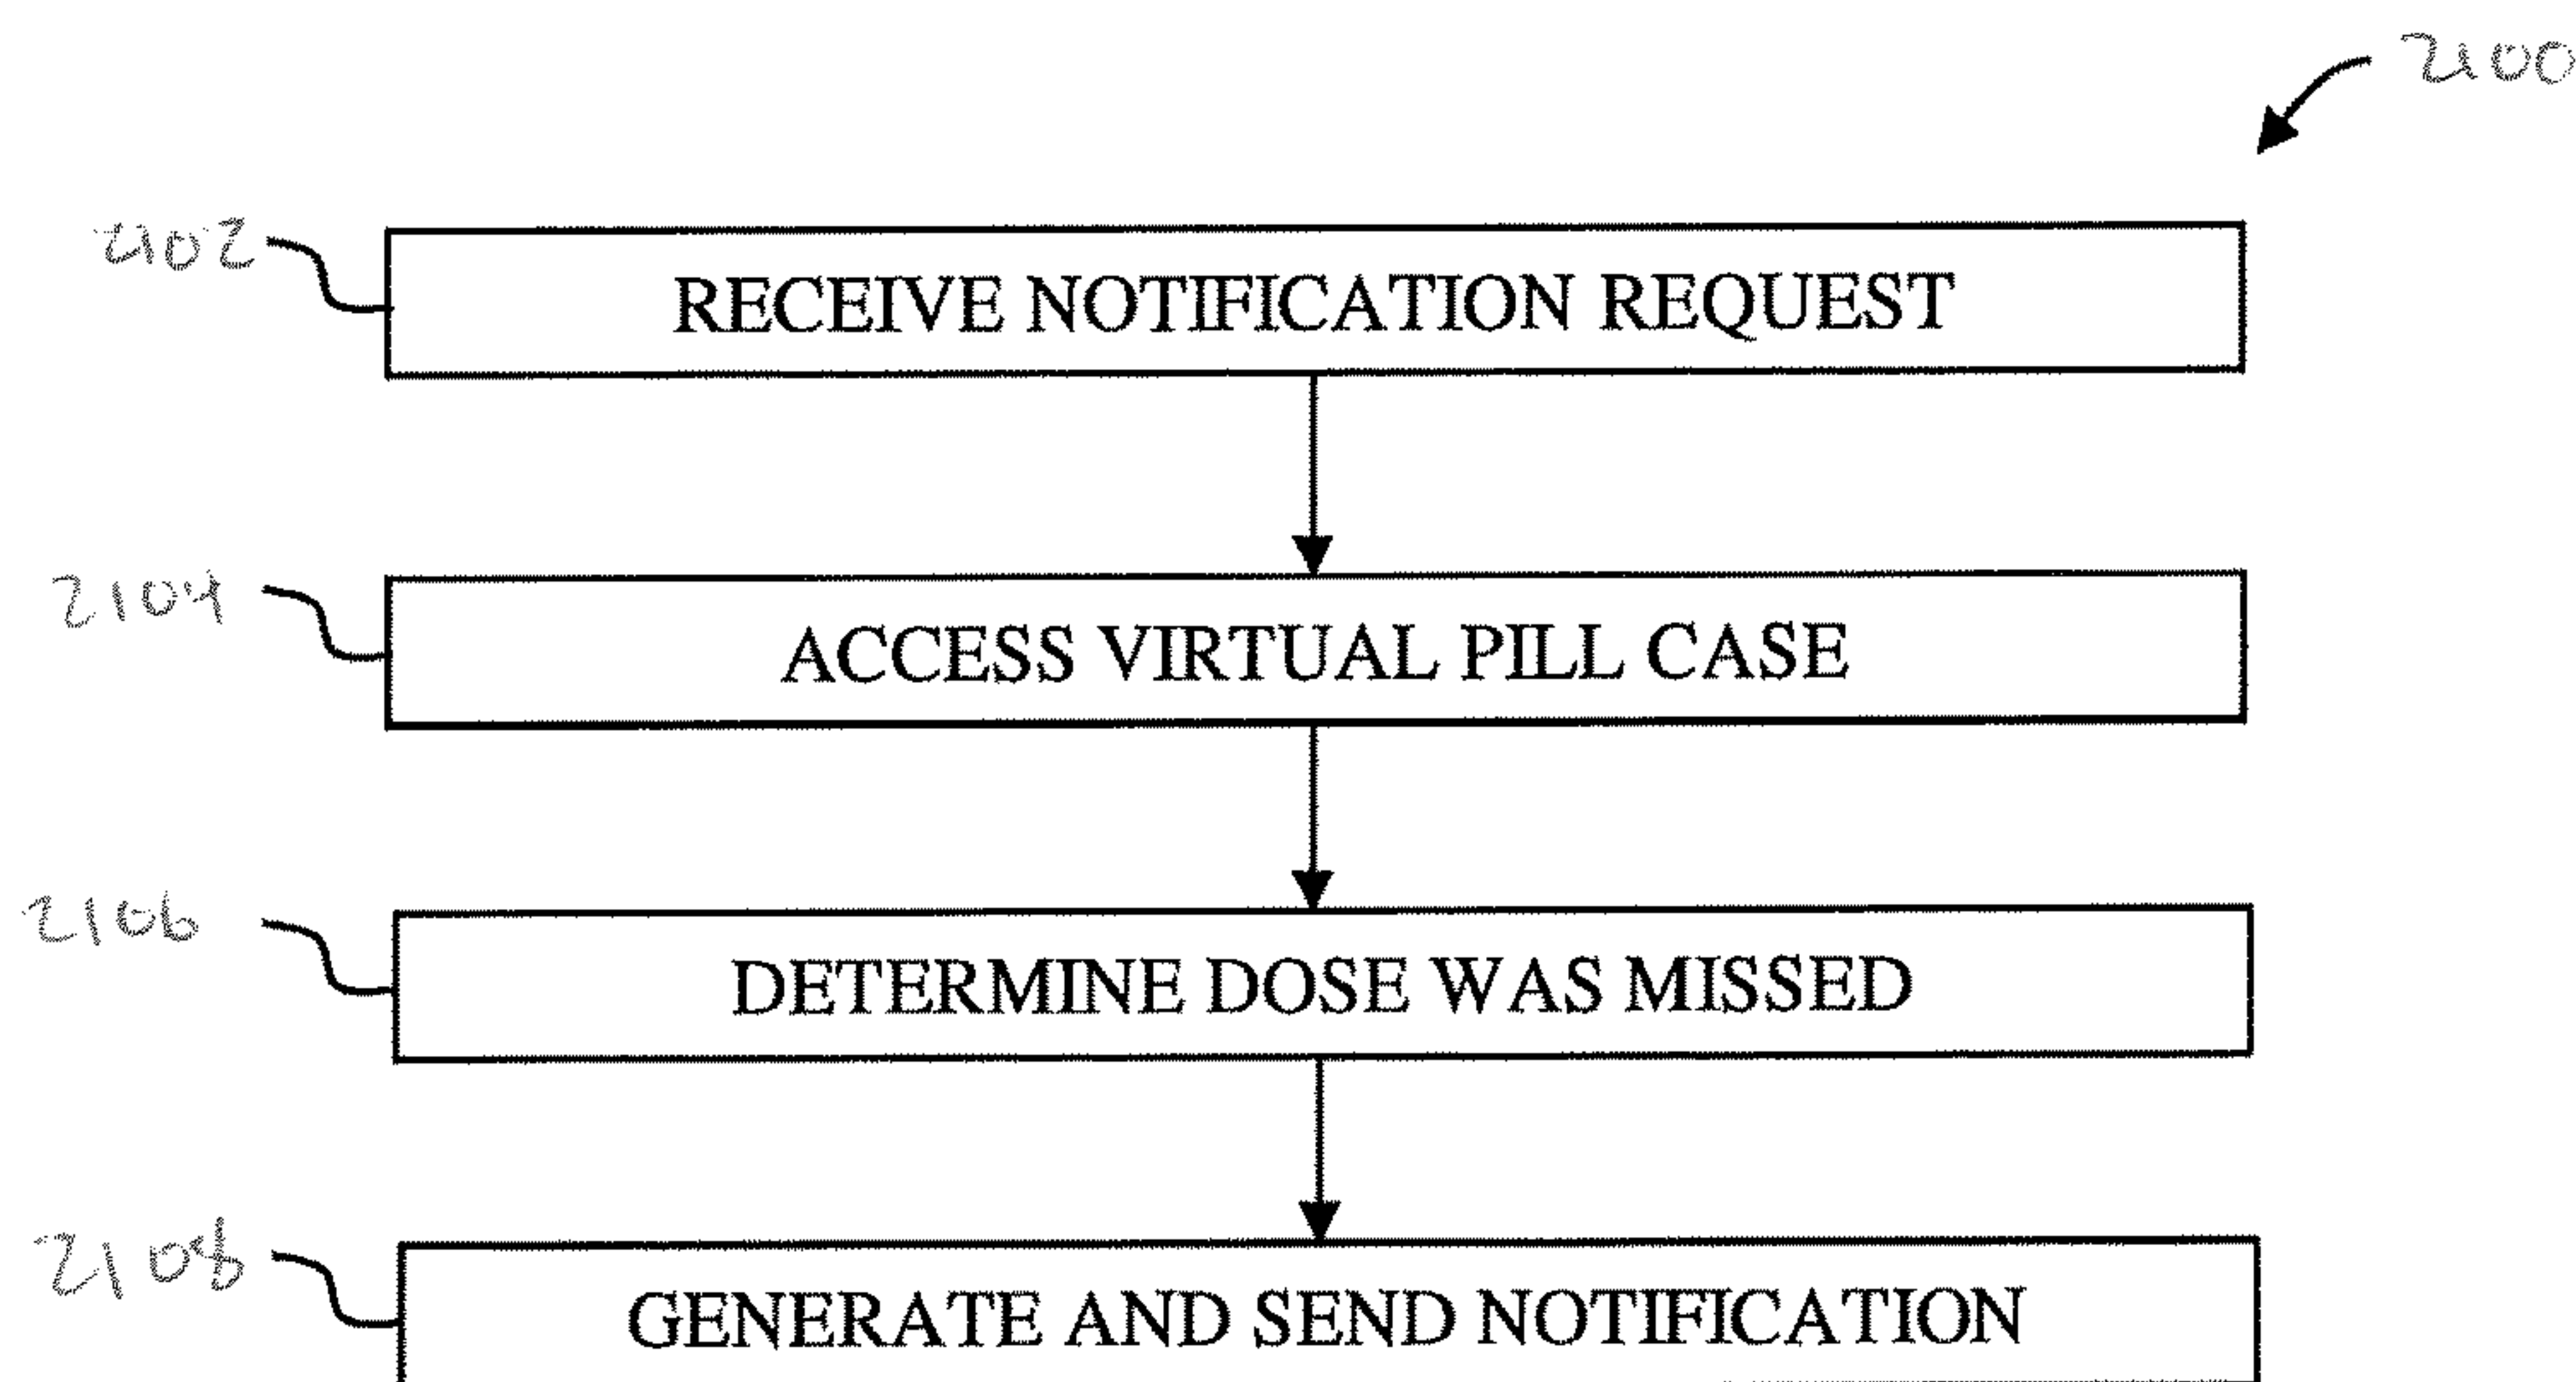 2100
2102
RECEIVE NOTIFICATION REQUEST
2104
ACCESS VIRTUAL PILL CASE
2106
DETERMINE DOSE WAS MISSED
2108
GENERATE AND SEND NOTIFICATION